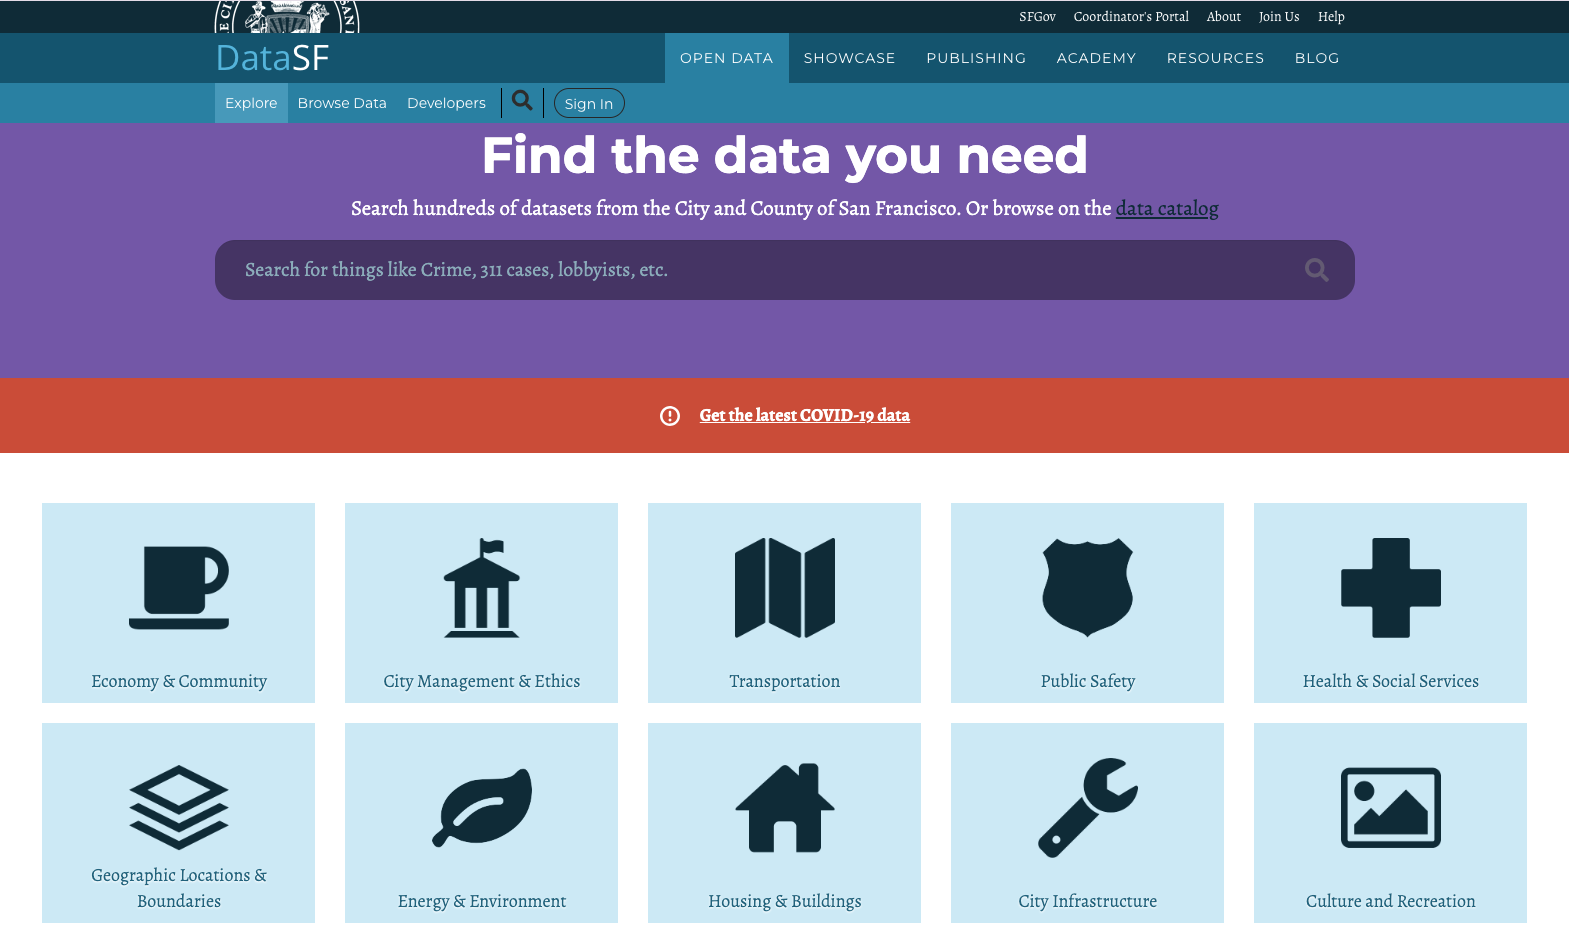 SFGov Coordinator's Portal About Join Us Help
DataSF
OPEN DATA SHOWCASE PUBLISHING ACADEMY RESOURCES BLOG
Explore Browse Data Developers Sign In
Find the data you need
Search hundreds of datasets from the City and County of San Francisco. Or browse on the data catalog
Search for things like Crime, 311 cases, lobbyists, etc.
Get the latest COVID-19 data
Economy & Community
City Management & Ethics
Transportation
Public Safety
Health & Social Services
Geographic Locations &
Boundaries
Energy & Environment
Housing & Buildings
City Infrastructure
Culture and Recreation